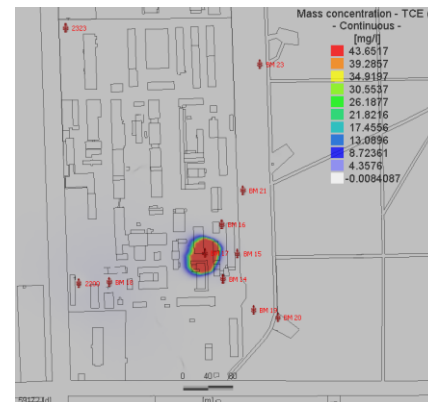 Mass concentration - TCE
- Continuous -
[mg/l]
43.6517
39.2857
34.9197
30.5537
26.1877
21.8216
17.4556
13.0896
8.72361
4.3576
-0.0084087
2323
BM 23
BM 21
BM 16
BM 17
BM 15
2200
BM 18
BM 14
BM 19
BM 20
0 40 80
[m]